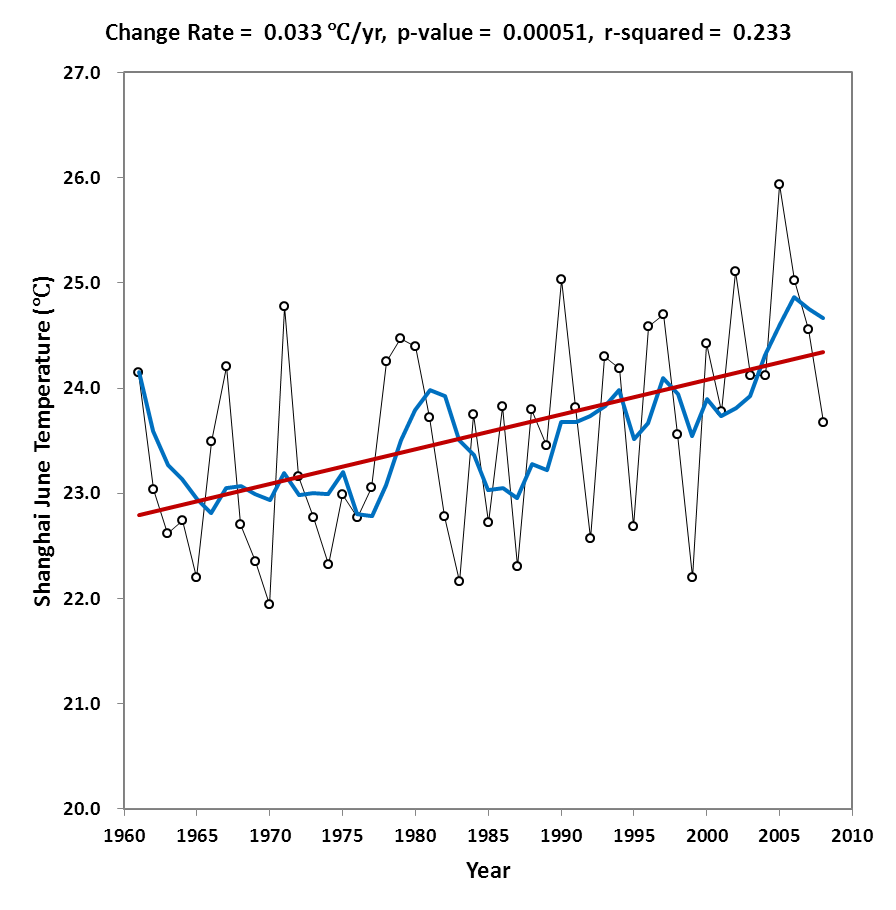 Change Rate = 0.033 ℃/yr, p-value = 0.00051, r-squared = 0.233
27.0
26.0
25.0
24.0
23.0
22.0
21.0
20.0
Shanghai June Temperature (℃)
1960 1965 1970 1975 1980 1985 1990 1995 2000 2005 2010
Year